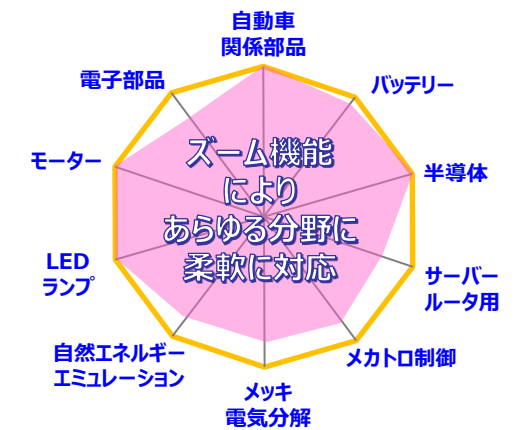 自動車
関係部品
バッテリー
半導体
サーバー
ルータ用
メカトロ制御
メッキ
電気分解
自然エネルギー
エミュレーション
LED
ランプ
モーター
電子部品
ズーム機能
により
あらゆる分野に
柔軟に対応